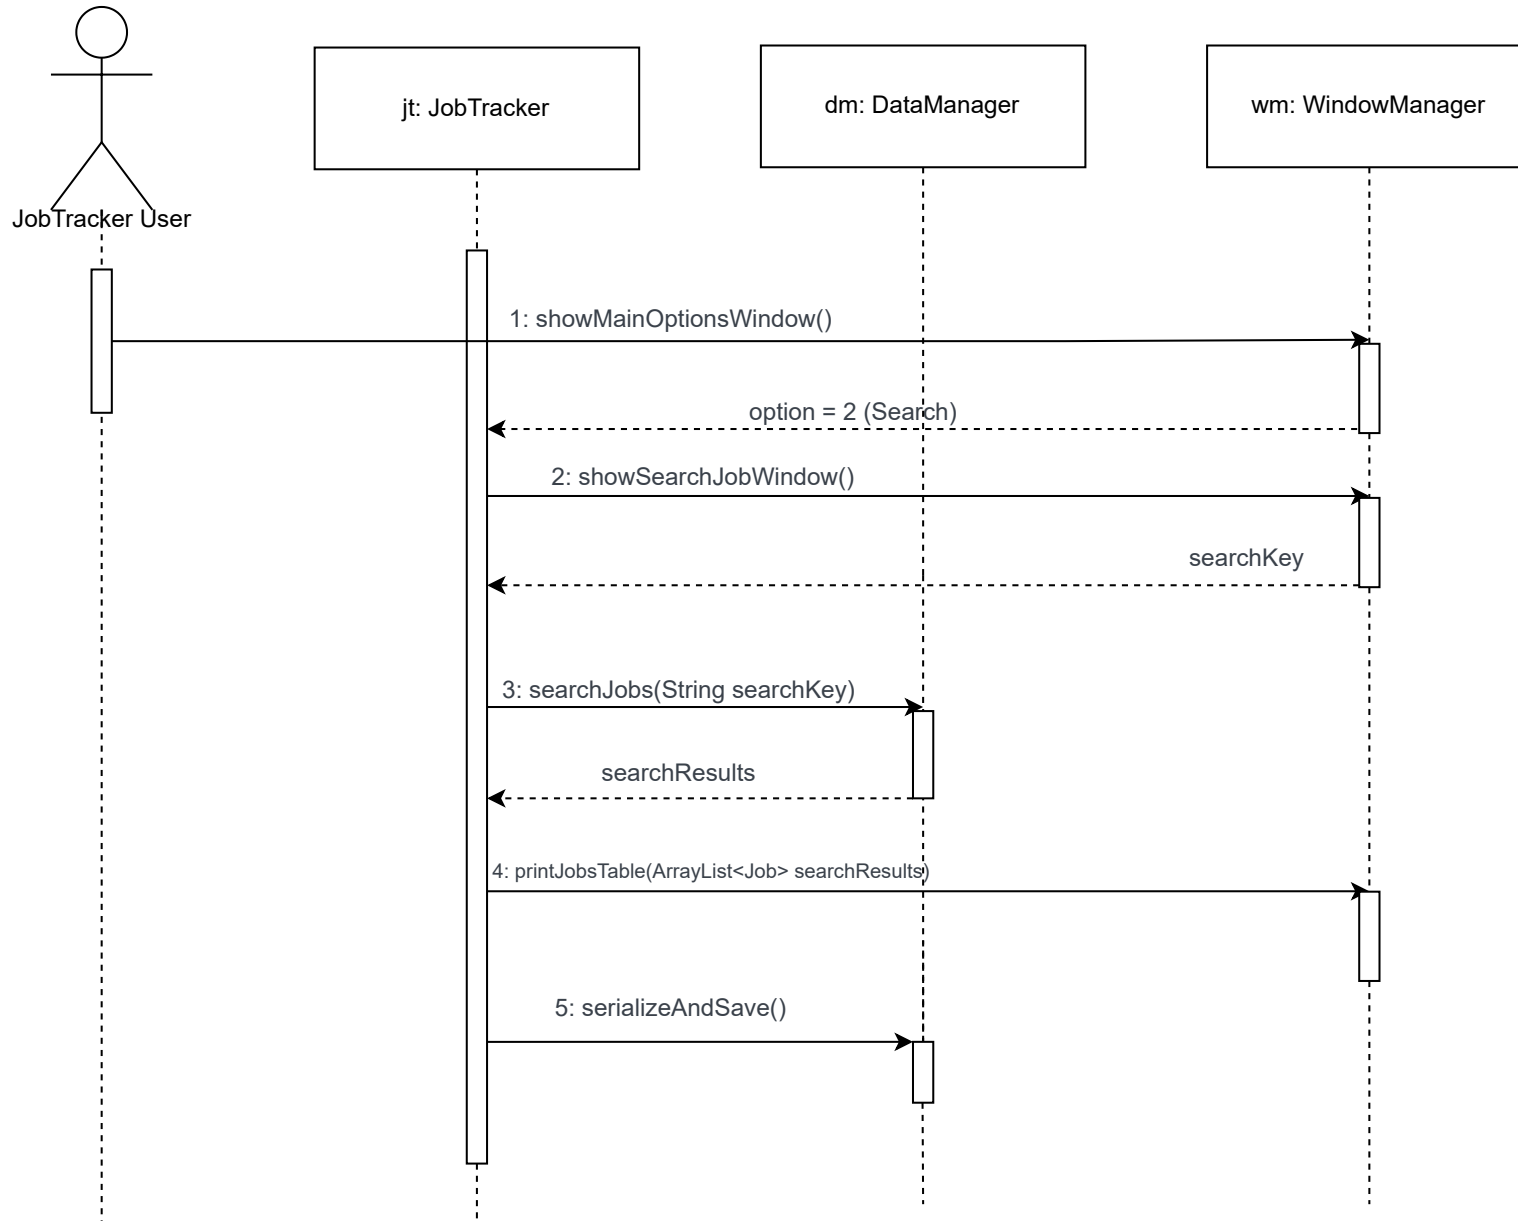 JobTracker User
jt: JobTracker
dm: DataManager
wm: WindowManager
1: showMainOptionsWindow()
option = 2 (Search)
2: showSearchJobWindow()
searchKey
3: searchJobs(String searchKey)
searchResults
4: printJobsTable(ArrayList<Job> searchResults)
5: serializeAndSave()